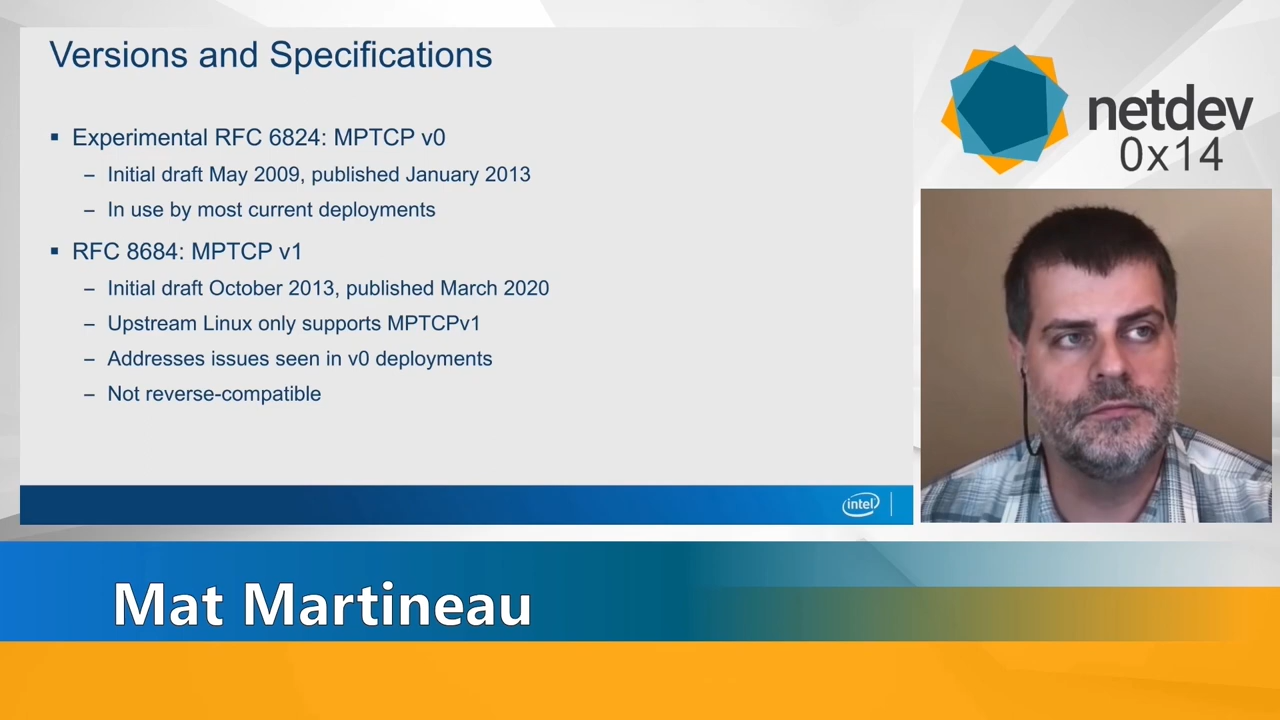 Versions and Specifications
▪ Experimental RFC 6824: MPTCP v0
– Initial draft May 2009, published January 2013
– In use by most current deployments
▪ RFC 8684: MPTCP v1
– Initial draft October 2013, published March 2020
– Upstream Linux only supports MPTCPv1
– Addresses issues seen in v0 deployments
– Not reverse-compatible
intel
netdev
0x14
Mat Martineau